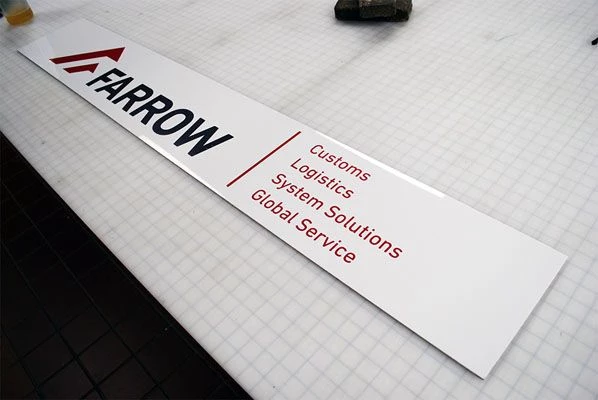 FARROW
Customs
Logistics
System Solutions
Global Service